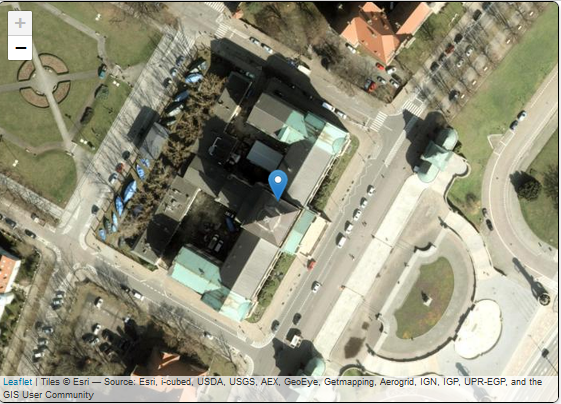 +
−
Leaflet | Tiles © Esri — Source: Esri, i-cubed, USDA, USGS, AEX, GeoEye, Getmapping, Aerogrid, IGN, IGP, UPR-EGP, and the
GIS User Community